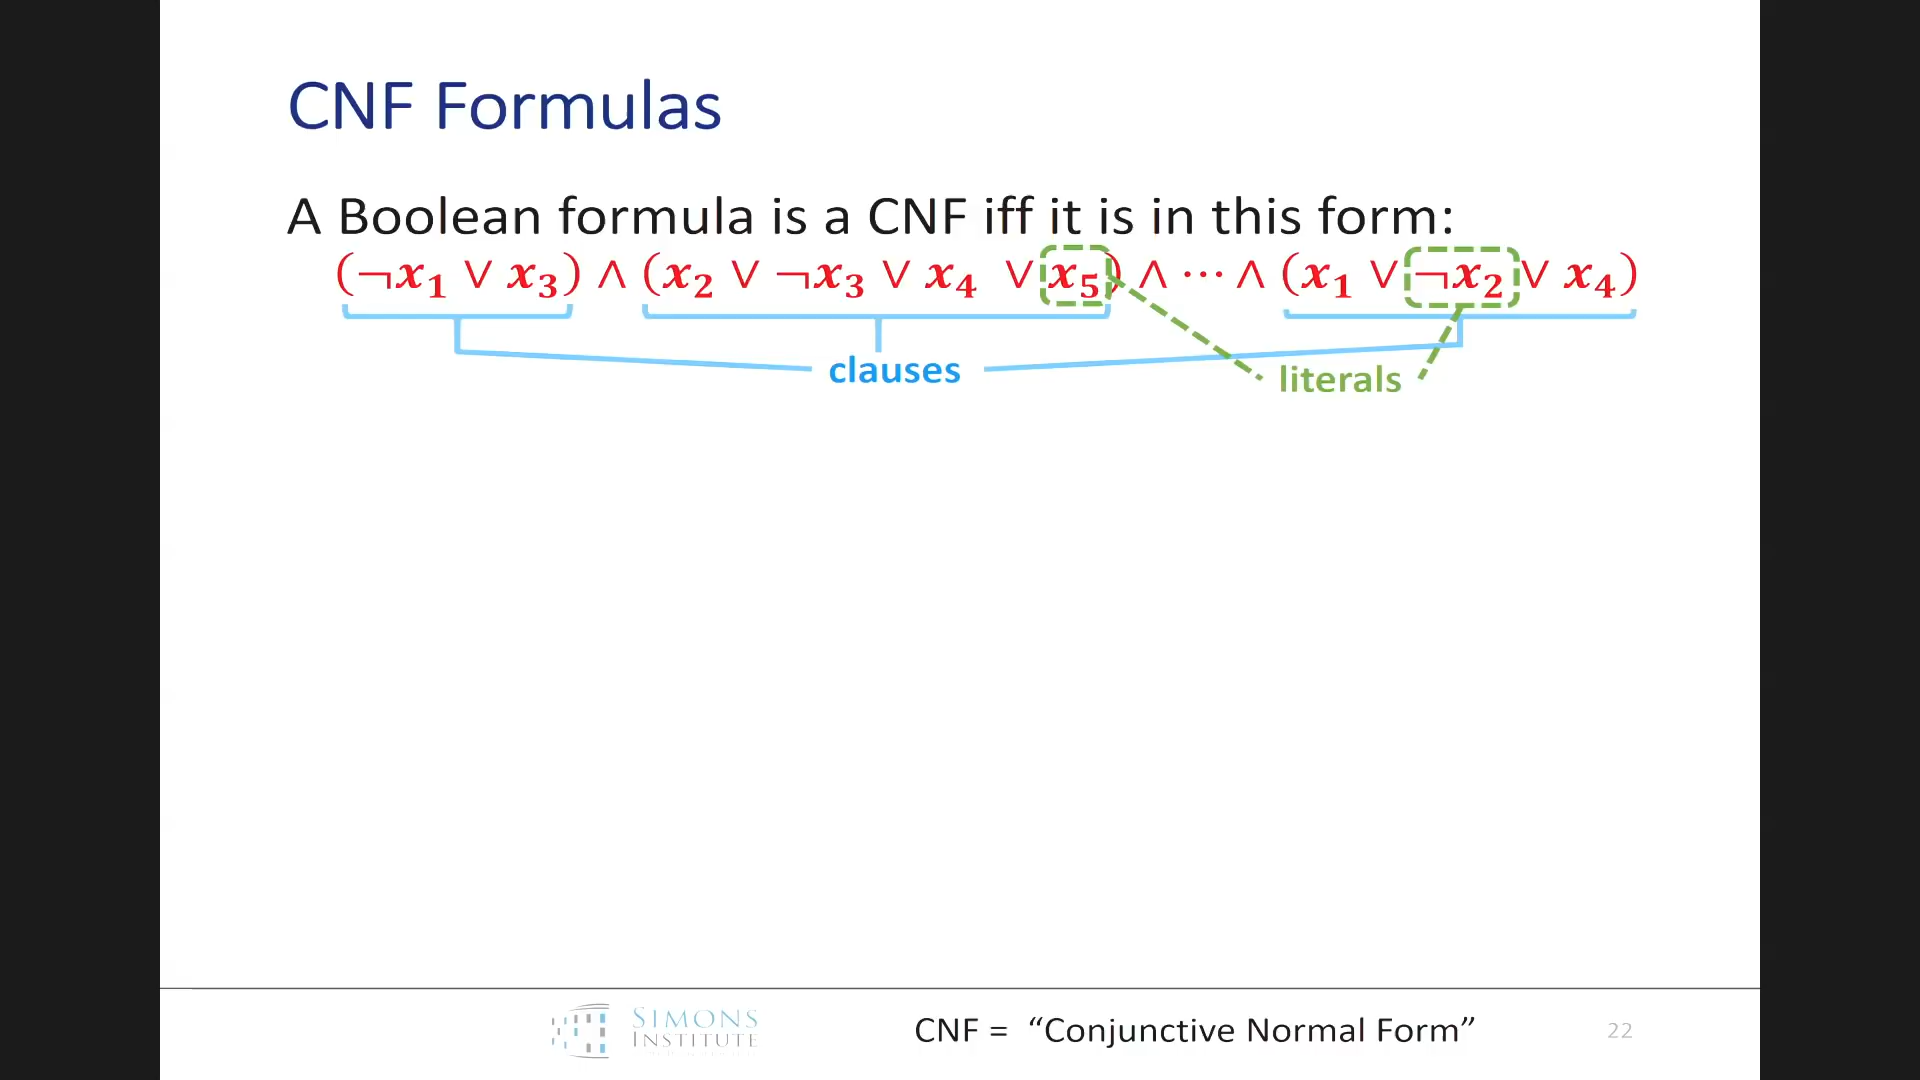 CNF Formulas
A Boolean formula is a CNF iff it is in this form:
(¬x₁ ∨ x₃) ∧ (x₂ ∨ ¬x₃ ∨ x₄ ∨ x₅) ∧ ⋯ ∧ (x₁ ∨ ¬x₂ ∨ x₄)
clauses
literals
SIMONS
INSTITUTE
CNF = “Conjunctive Normal Form”
22